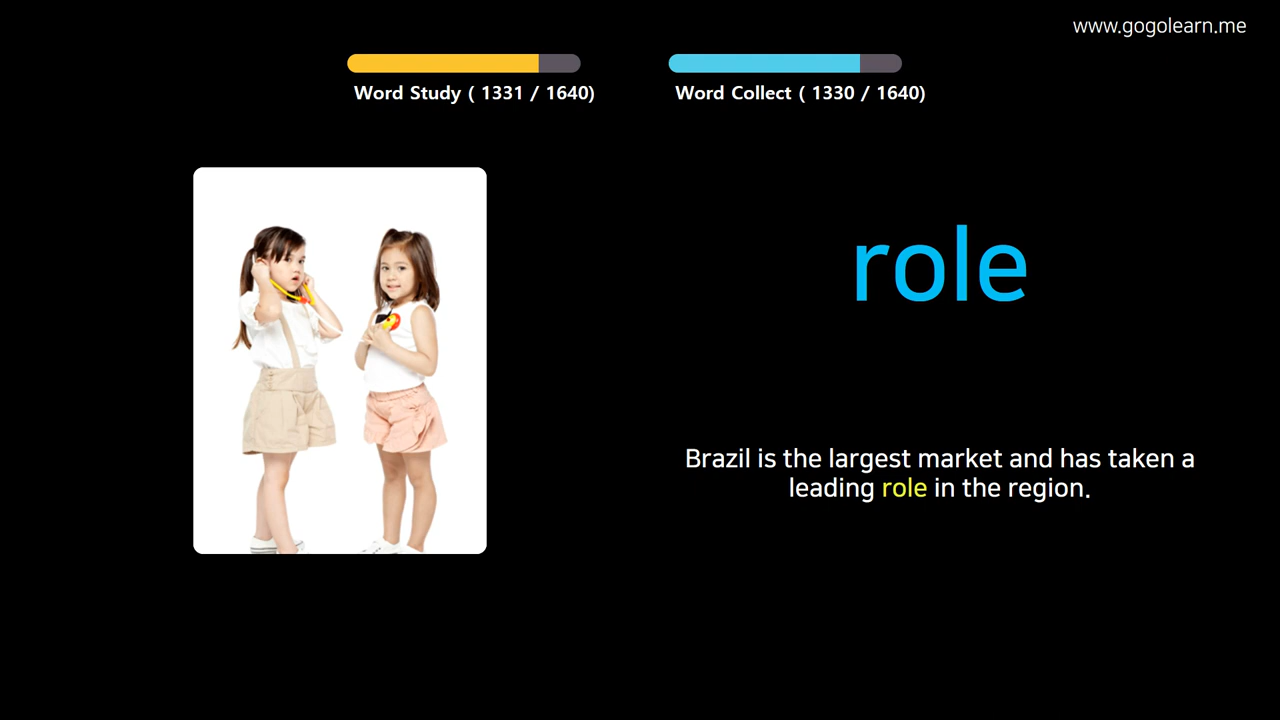 www.gogolearn.me
Word Study ( 1331 / 1640)
Word Collect ( 1330 / 1640)
role
Brazil is the largest market and has taken a
leading role in the region.